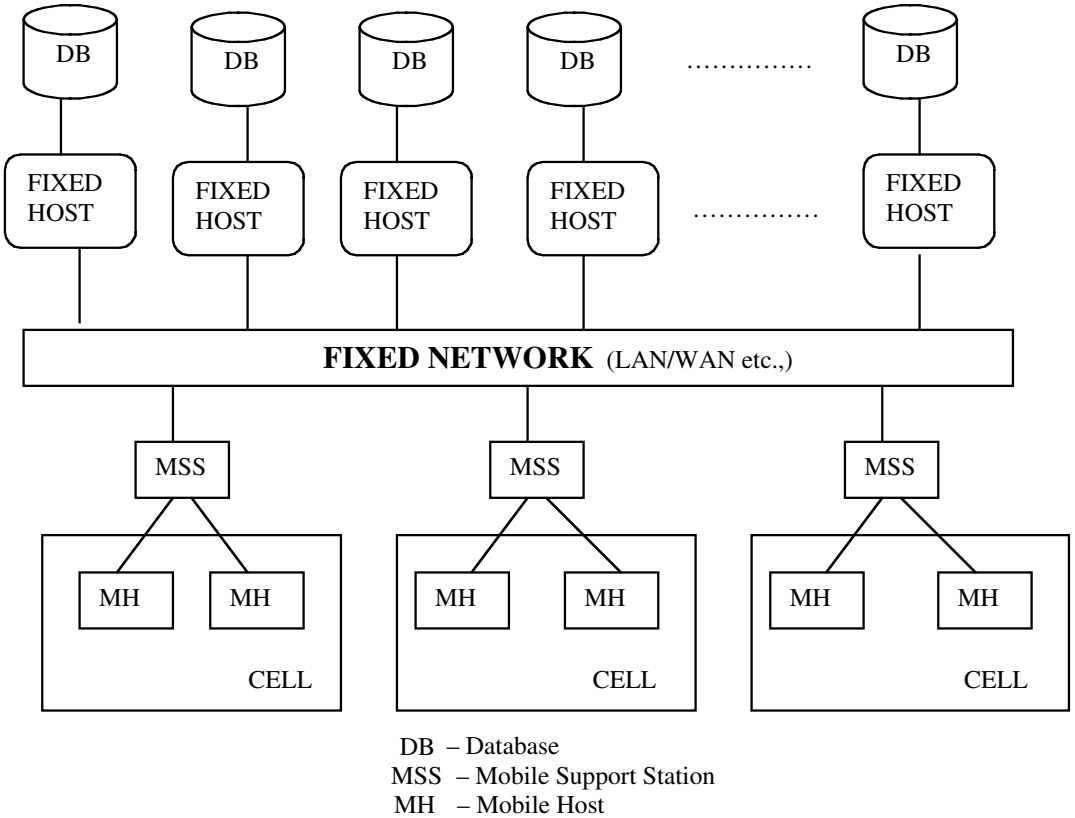 DB DB DB DB ............... DB
FIXED HOST
FIXED HOST
FIXED HOST
FIXED HOST
...............
FIXED HOST
FIXED NETWORK (LAN/WAN etc.,)
MSS MSS MSS
MH MH MH MH MH MH
CELL CELL CELL
DB – Database
MSS – Mobile Support Station
MH – Mobile Host